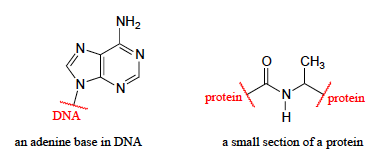 NH2
N
N
N
N
DNA
an adenine base in DNA
O
CH3
protein
N
H
protein
a small section of a protein